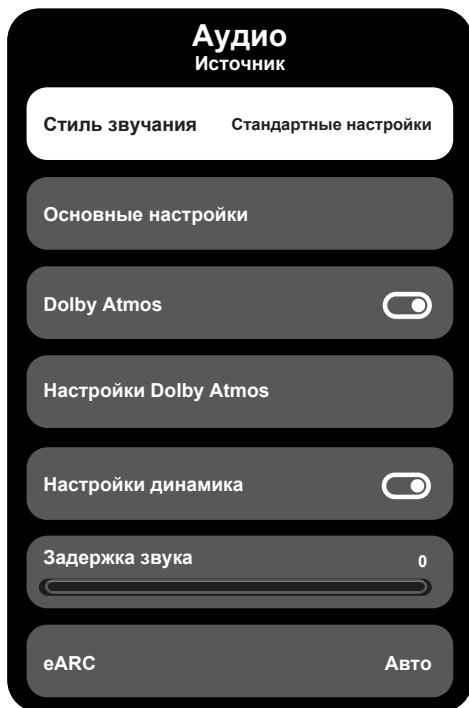 Аудио
Источник
Стиль звучания Стандартные настройки
Основные настройки
Dolby Atmos
Настройки Dolby Atmos
Настройки динамика
Задержка звука 0
eARC Авто